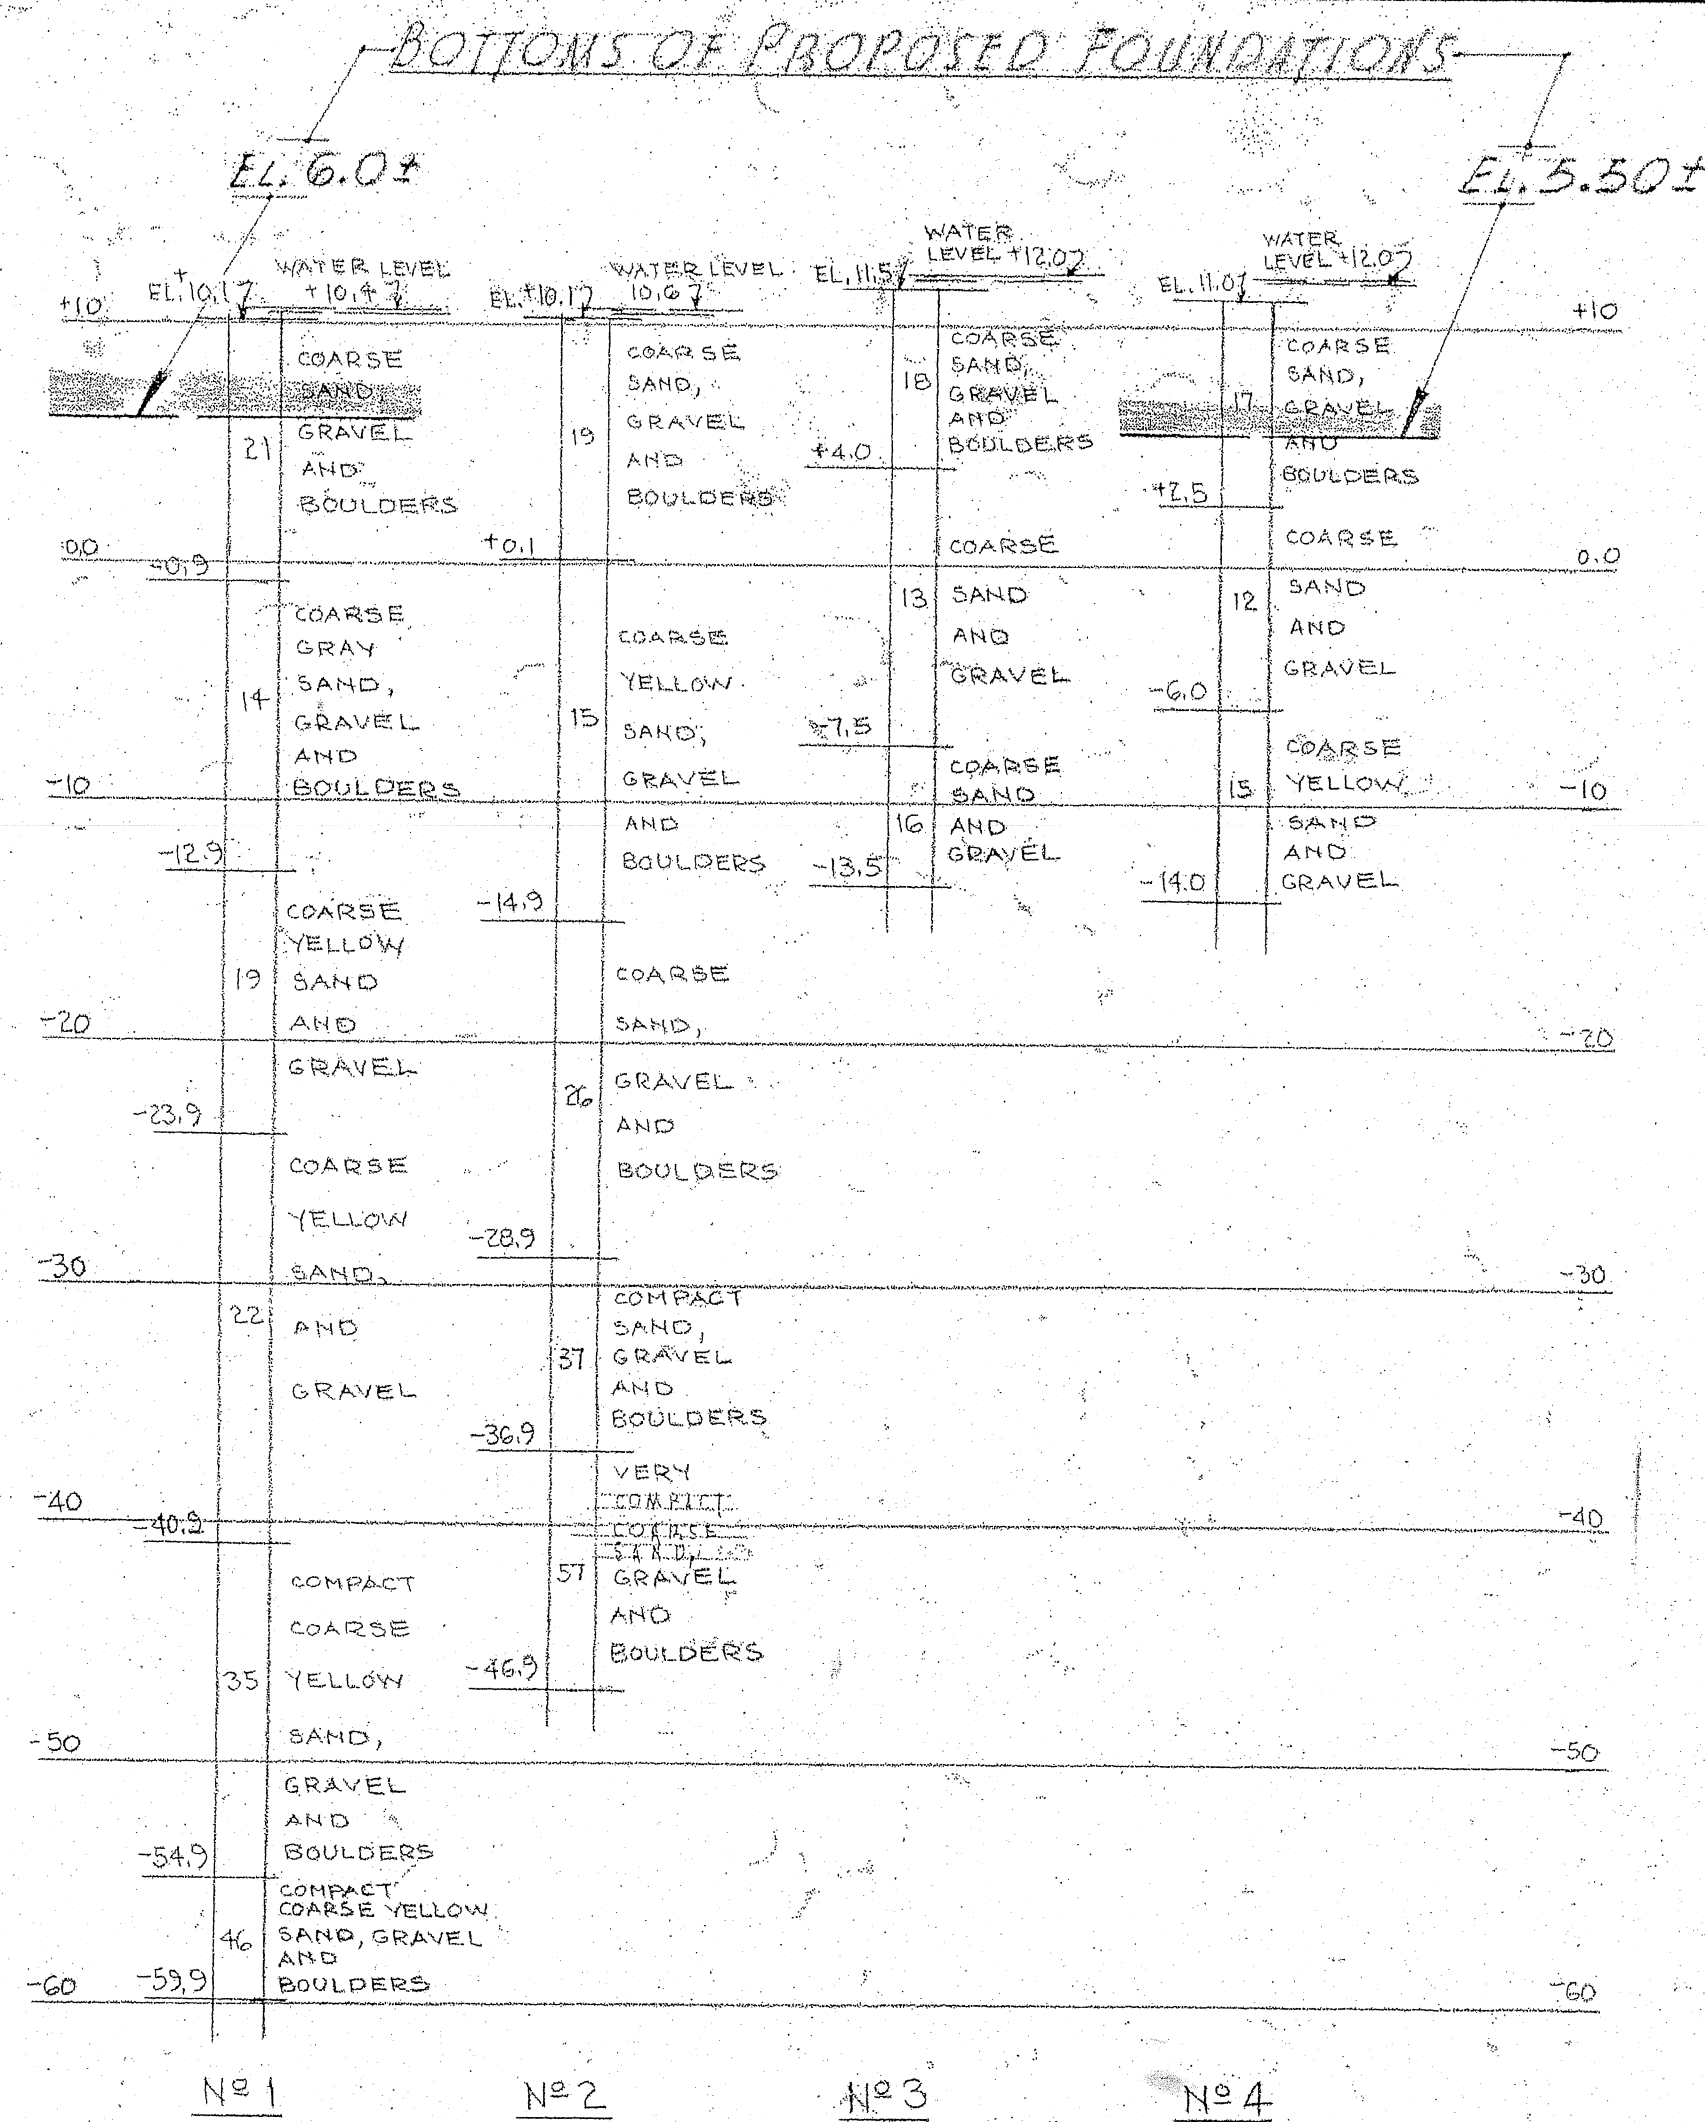 BOTTOMS OF PROPOSED FOUNDATIONS
EL. 6.0±
EL. 5.50±
+10
EL. +10.17
WATER LEVEL
+10.47
COARSE
SAND,
GRAVEL
AND
BOULDERS
21
0.0
-0.9
COARSE
GRAY
SAND,
GRAVEL
AND
BOULDERS
14
-10
-12.9
COARSE
YELLOW
SAND
AND
GRAVEL
19
-20
-23.9
COARSE
YELLOW
SAND,
AND
GRAVEL
22
-30
-40
-40.9
COMPACT
COARSE
YELLOW
SAND,
GRAVEL
AND
BOULDERS
35
-50
-54.9
COMPACT
COARSE YELLOW
SAND, GRAVEL
AND
BOULDERS
46
-60
-59.9
Nº 1
EL. +10.17
WATER LEVEL
10.67
COARSE
SAND,
GRAVEL
AND
BOULDERS
19
+0.1
COARSE
YELLOW
SAND,
GRAVEL
AND
BOULDERS
15
-14.9
COARSE
SAND,
GRAVEL
AND
BOULDERS
26
-28.9
COMPACT
SAND,
GRAVEL
AND
BOULDERS
37
-36.9
VERY
COMPACT
COARSE
SAND,
GRAVEL
AND
BOULDERS
57
-46.9
Nº 2
EL. 11.57
WATER
LEVEL +12.07
COARSE
SAND,
GRAVEL
AND
BOULDERS
18
+4.0
COARSE
SAND
AND
GRAVEL
13
-7.5
COARSE
SAND
AND
GRAVEL
16
-13.5
Nº 3
EL. 11.07
WATER
LEVEL +12.07
COARSE
SAND,
GRAVEL
AND
BOULDERS
17
+2.5
COARSE
SAND
AND
GRAVEL
12
-6.0
COARSE
YELLOW
SAND
AND
GRAVEL
15
-14.0
Nº 4
+10
0.0
-10
-20
-30
-40
-50
-60